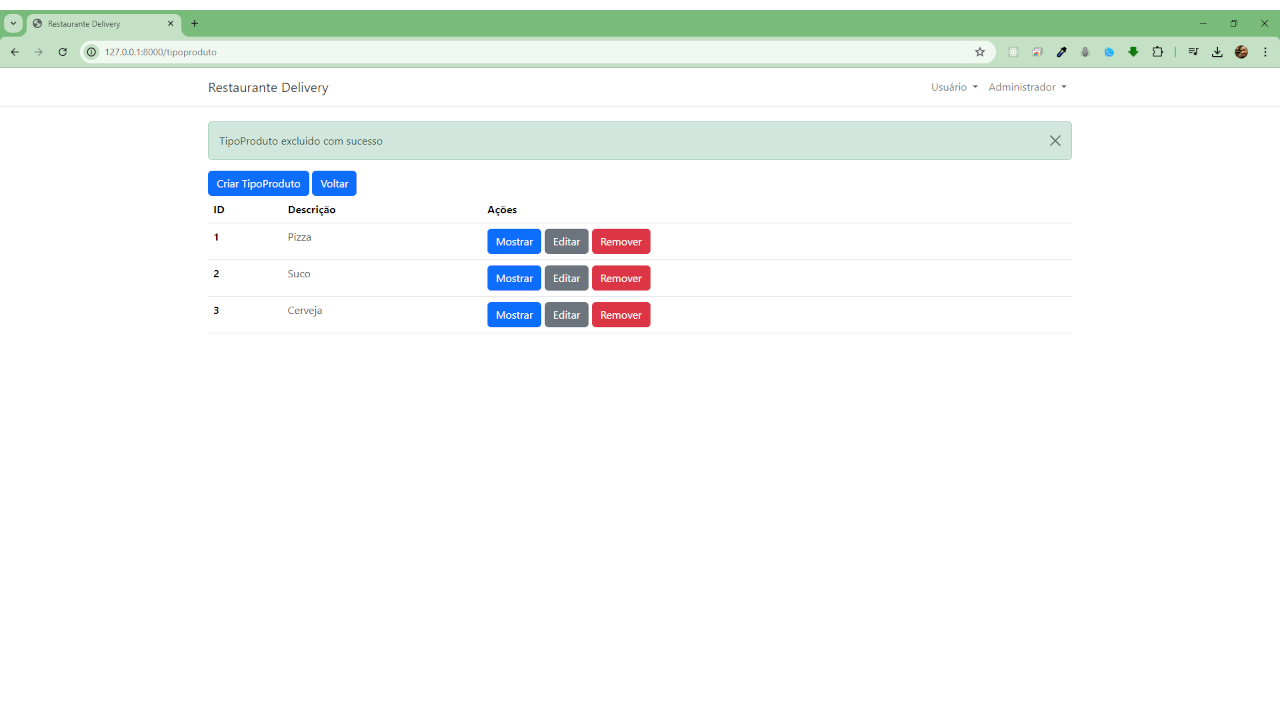 Restaurante Delivery
127.0.0.1:8000/tipoproduto
Restaurante Delivery
Usuário Administrador
TipoProduto excluido com sucesso
Criar TipoProduto Voltar
ID Descrição Ações
1 Pizza Mostrar Editar Remover
2 Suco Mostrar Editar Remover
3 Cerveja Mostrar Editar Remover